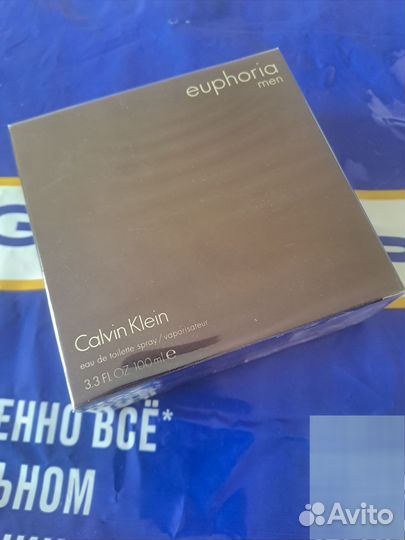 euphoria
men
Calvin Klein
eau de toilette spray / vaporisateur
3.3 FL OZ 100 mL e
G
ЕННО ВСЁ*
ЬНОМ
Avito